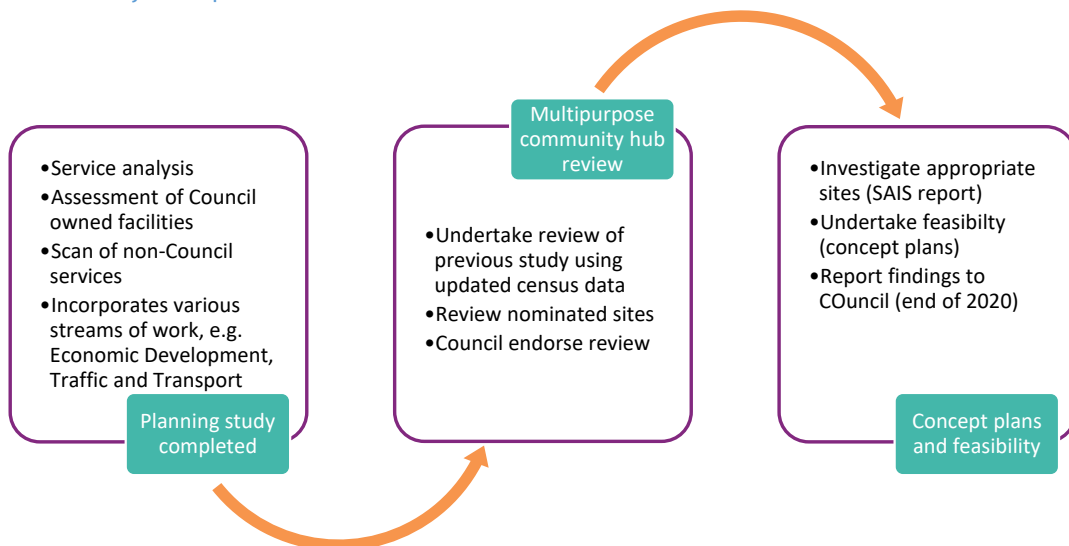 •Service analysis
•Assessment of Council
owned facilities
•Scan of non-Council
services
•Incorporates various
streams of work, e.g.
Economic Development,
Traffic and Transport
Planning study
completed
Multipurpose
community hub
review
•Undertake review of
previous study using
updated census data
•Review nominated sites
•Council endorse review
•Investigate appropriate
sites (SAIS report)
•Undertake feasibilty
(concept plans)
•Report findings to
COuncil (end of 2020)
Concept plans
and feasibility